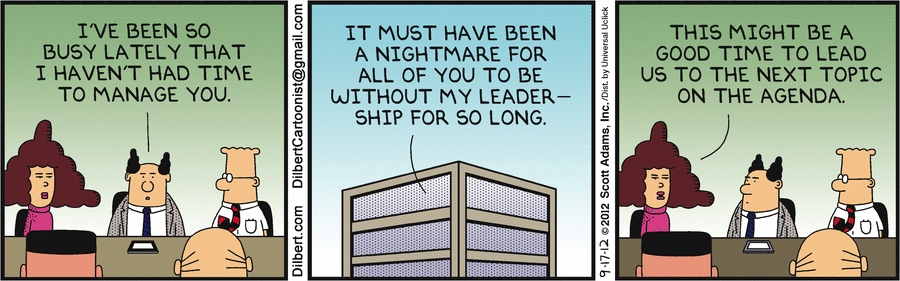 I'VE BEEN SO
BUSY LATELY THAT
I HAVEN'T HAD TIME
TO MANAGE YOU.
Dilbert.com DilbertCartoonist@gmail.com
IT MUST HAVE BEEN
A NIGHTMARE FOR
ALL OF YOU TO BE
WITHOUT MY LEADER—
SHIP FOR SO LONG.
9-17-12 ©2012 Scott Adams, Inc./Dist. by Universal Uclick
THIS MIGHT BE A
GOOD TIME TO LEAD
US TO THE NEXT TOPIC
ON THE AGENDA.